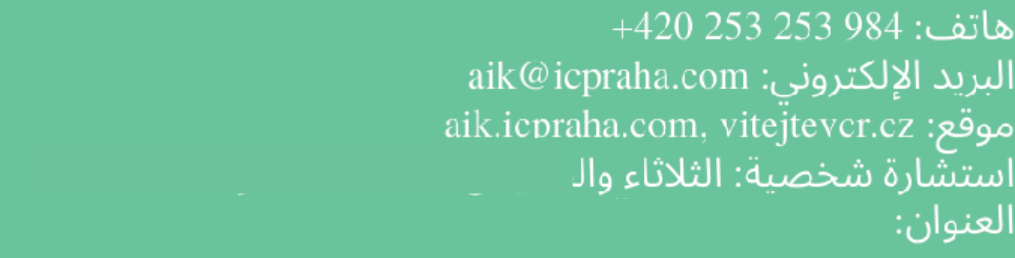 هاتف: 984 253 253 420+
البريد الإلكتروني: aik@icpraha.com
موقع: aik.icpraha.com, vitejtevcr.cz
استشارة شخصية: الثلاثاء
العنوان: